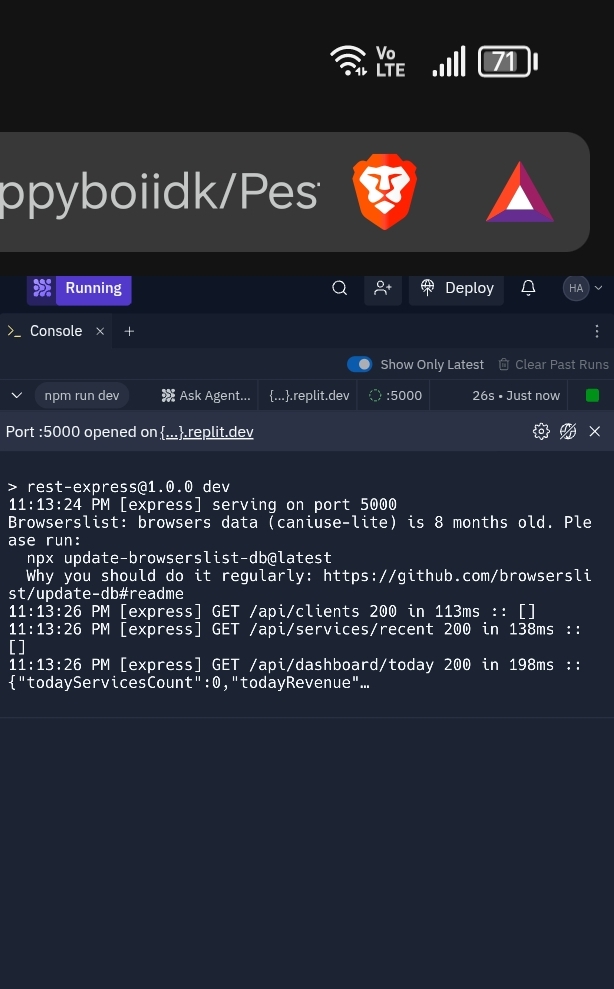 Vo
LTE
71
ppyboiidk/Pes
Running
Deploy
HA
Console
Show Only Latest
Clear Past Runs
npm run dev
Ask Agent...
{...}.replit.dev
:5000
26s • Just now
Port :5000 opened on {...}.replit.dev
> rest-express@1.0.0 dev
11:13:24 PM [express] serving on port 5000
Browserslist: browsers data (caniuse-lite) is 8 months old. Ple
ase run:
npx update-browserslist-db@latest
Why you should do it regularly: https://github.com/browsersli
st/update-db#readme
11:13:26 PM [express] GET /api/clients 200 in 113ms :: []
11:13:26 PM [express] GET /api/services/recent 200 in 138ms ::
[]
11:13:26 PM [express] GET /api/dashboard/today 200 in 198ms ::
{"todayServicesCount":0,"todayRevenue"…